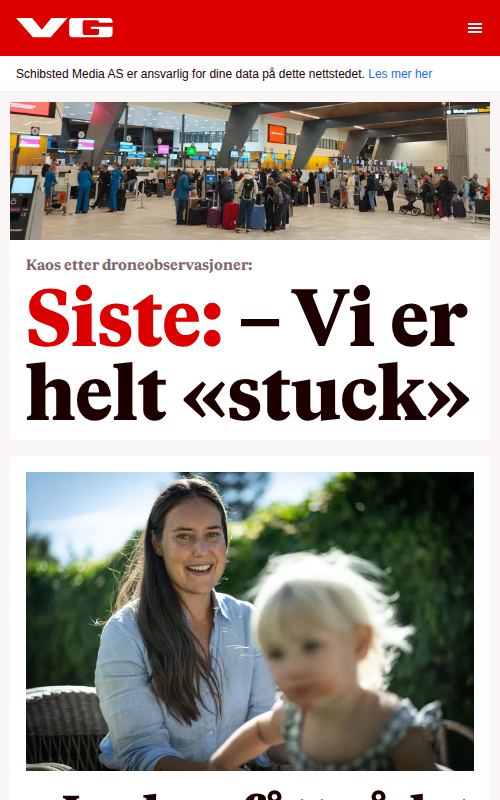 VG
Schibsted Media AS er ansvarlig for dine data på dette nettstedet. Les mer her
Kaos etter droneobservasjoner:
Siste: – Vi er
helt «stuck»